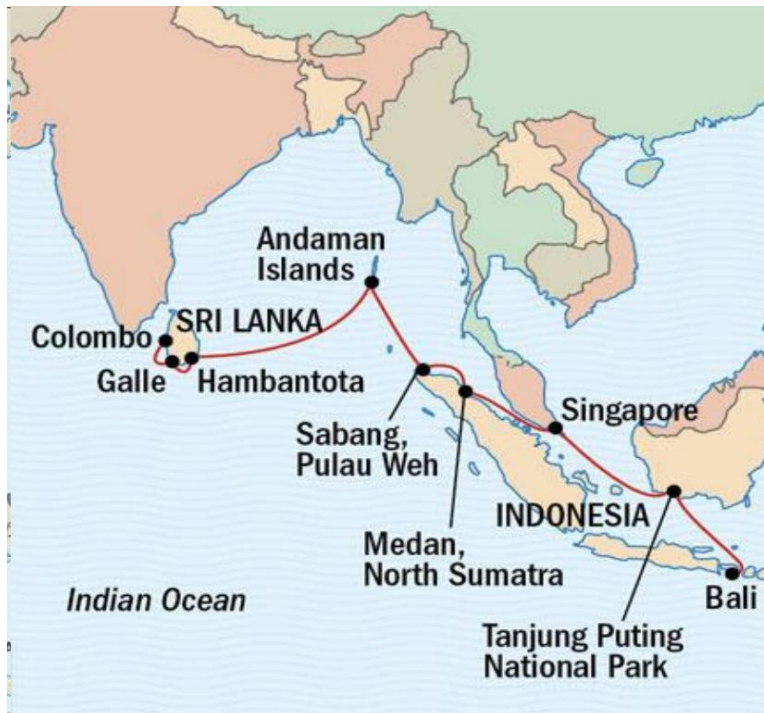 Andaman
Islands
Colombo
SRI LANKA
Galle
Hambantota
Sabang,
Pulau Weh
Singapore
Medan,
North Sumatra
INDONESIA
Indian Ocean
Bali
Tanjung Puting
National Park